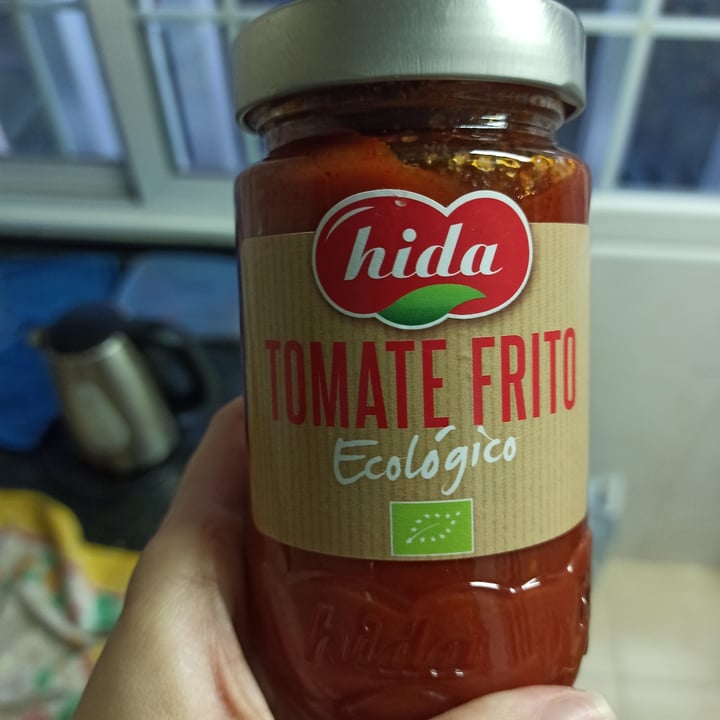 hida
TOMATE FRITO
Ecológico
hida